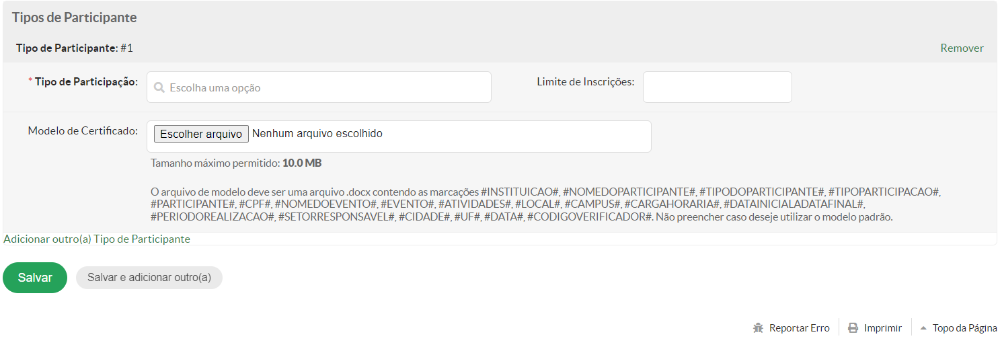 Tipos de Participante
Tipo de Participante: #1
Remover
* Tipo de Participação:
Escolha uma opção
Limite de Inscrições:
Modelo de Certificado:
Escolher arquivo Nenhum arquivo escolhido
Tamanho máximo permitido: 10.0 MB
O arquivo de modelo deve ser uma arquivo .docx contendo as marcações #INSTITUICAO#, #NOMEDOPARTICIPANTE#, #TIPODOPARTICIPANTE#, #TIPOPARTICIPACAO#,
#PARTICIPANTE#, #CPF#, #NOMEDOEVENTO#, #EVENTO#, #ATIVIDADES#, #LOCAL#, #CAMPUS#, #CARGAHORARIA#, #DATAINICIALADATAFINAL#,
#PERIODOREALIZACAO#, #SETORRESPONSAVEL#, #CIDADE#, #UF#, #DATA#, #CODIGOVERIFICADOR#. Não preencher caso deseje utilizar o modelo padrão.
Adicionar outro(a) Tipo de Participante
Salvar
Salvar e adicionar outro(a)
Reportar Erro
Imprimir
Topo da Página